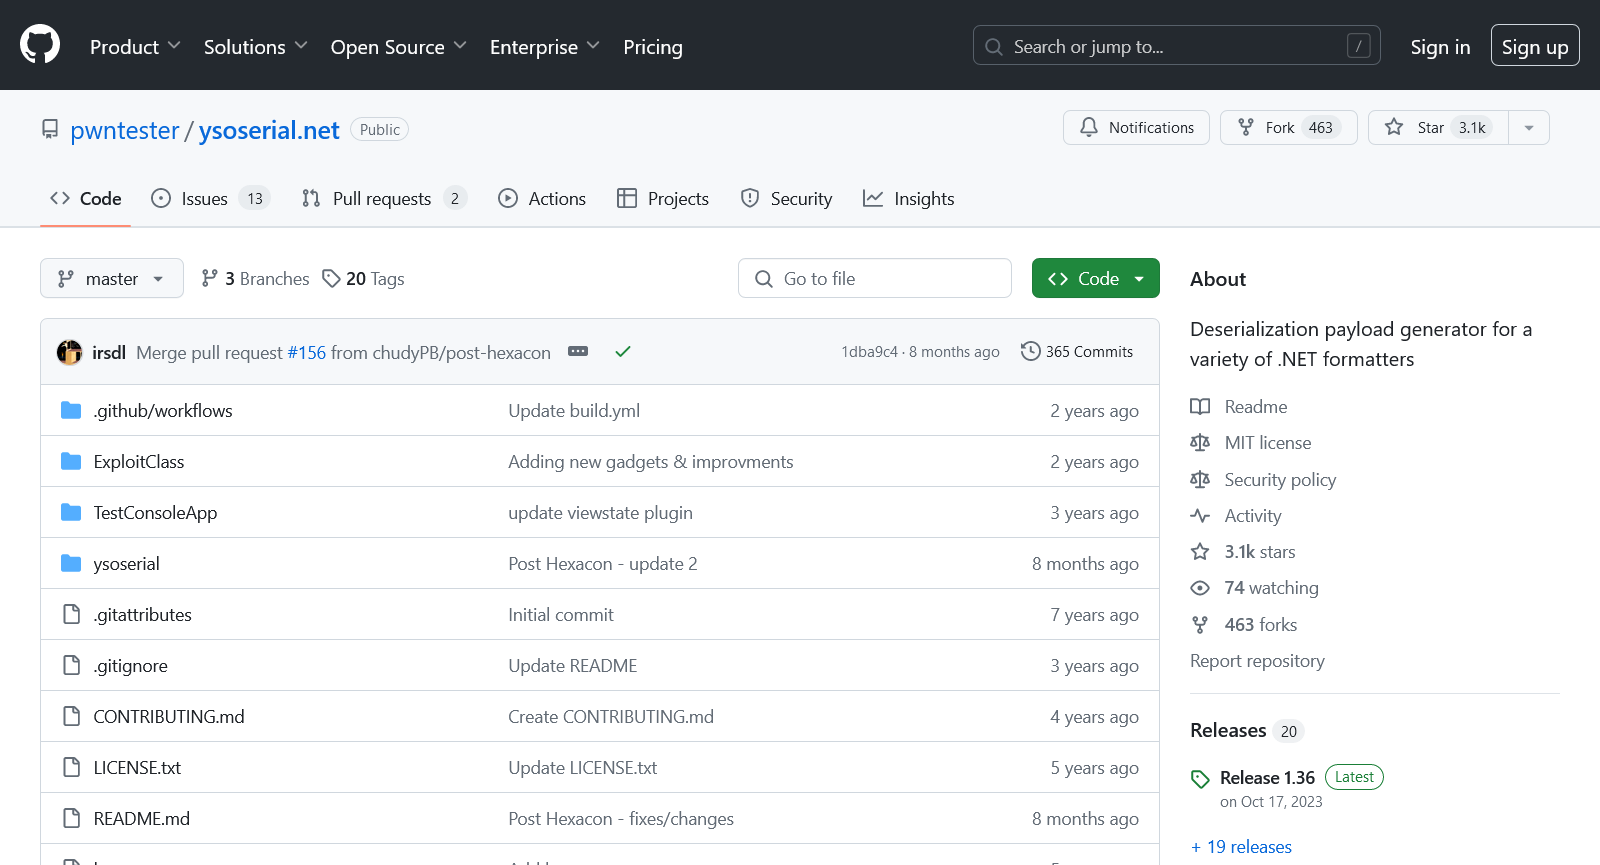 Product Solutions Open Source Enterprise Pricing Search or jump to... / Sign in Sign up
pwntester / ysoserial.net Public Notifications Fork 463 Star 3.1k
Code Issues 13 Pull requests 2 Actions Projects Security Insights
master 3 Branches 20 Tags Go to file Code
irsdl Merge pull request #156 from chudyPB/post-hexacon 1dba9c4 · 8 months ago 365 Commits
.github/workflows Update build.yml 2 years ago
ExploitClass Adding new gadgets & improvments 2 years ago
TestConsoleApp update viewstate plugin 3 years ago
ysoserial Post Hexacon - update 2 8 months ago
.gitattributes Initial commit 7 years ago
.gitignore Update README 3 years ago
CONTRIBUTING.md Create CONTRIBUTING.md 4 years ago
LICENSE.txt Update LICENSE.txt 5 years ago
README.md Post Hexacon - fixes/changes 8 months ago
About
Deserialization payload generator for a
variety of .NET formatters
Readme
MIT license
Security policy
Activity
3.1k stars
74 watching
463 forks
Report repository
Releases 20
Release 1.36 Latest
on Oct 17, 2023
+ 19 releases